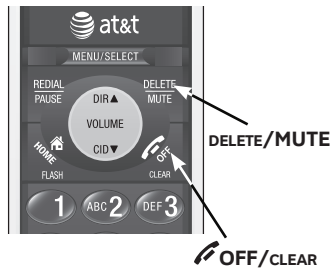 at&t
MENU/SELECT
REDIAL
PAUSE
DELETE
MUTE
DIR▲
VOLUME
CID▼
HOME
OFF
FLASH
CLEAR
1
ABC 2
DEF 3
DELETE/MUTE
OFF/CLEAR